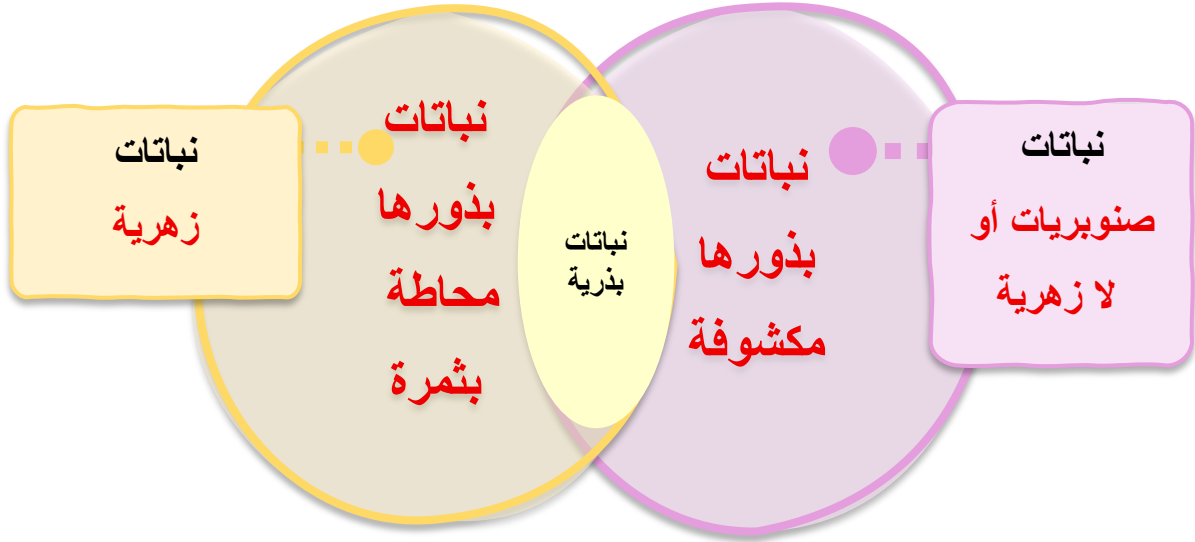 نباتات
صنوبريات أو
لا زهرية
نباتات
بذورها
مكشوفة
نباتات
بذرية
نباتات
بذورها
محاطة
بثمرة
نباتات
زهرية